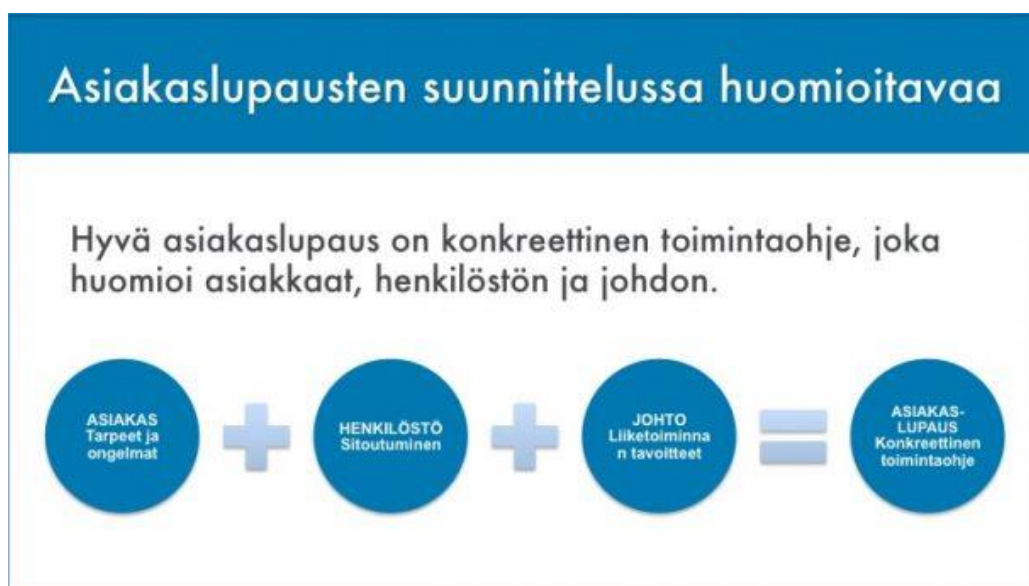 Asiakaslupausten suunnittelussa huomioitavaa
Hyvä asiakaslupaus on konkreettinen toimintaohje, joka
huomioi asiakkaat, henkilöstön ja johdon.
ASIAKAS
Tarpeet ja
ongelmat
HENKILÖSTÖ
Sitoutuminen
JOHTO
Liiketoiminna
n tavoitteet
ASIAKAS-
LUPAUS
Konkreettinen
toimintaohje